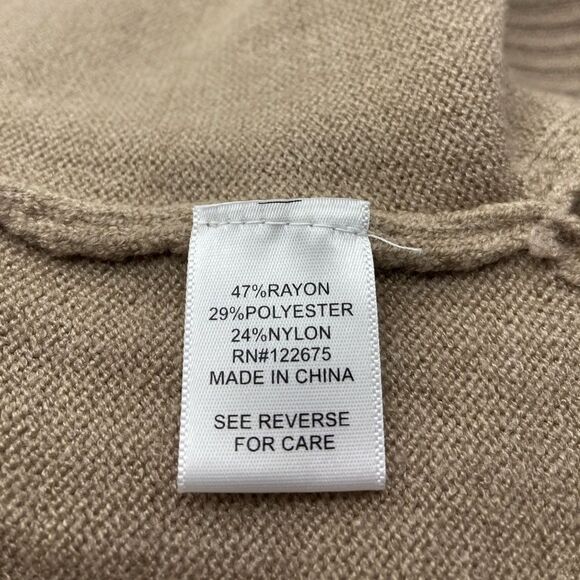 47%RAYON
29%POLYESTER
24%NYLON
RN#122675
MADE IN CHINA
SEE REVERSE
FOR CARE